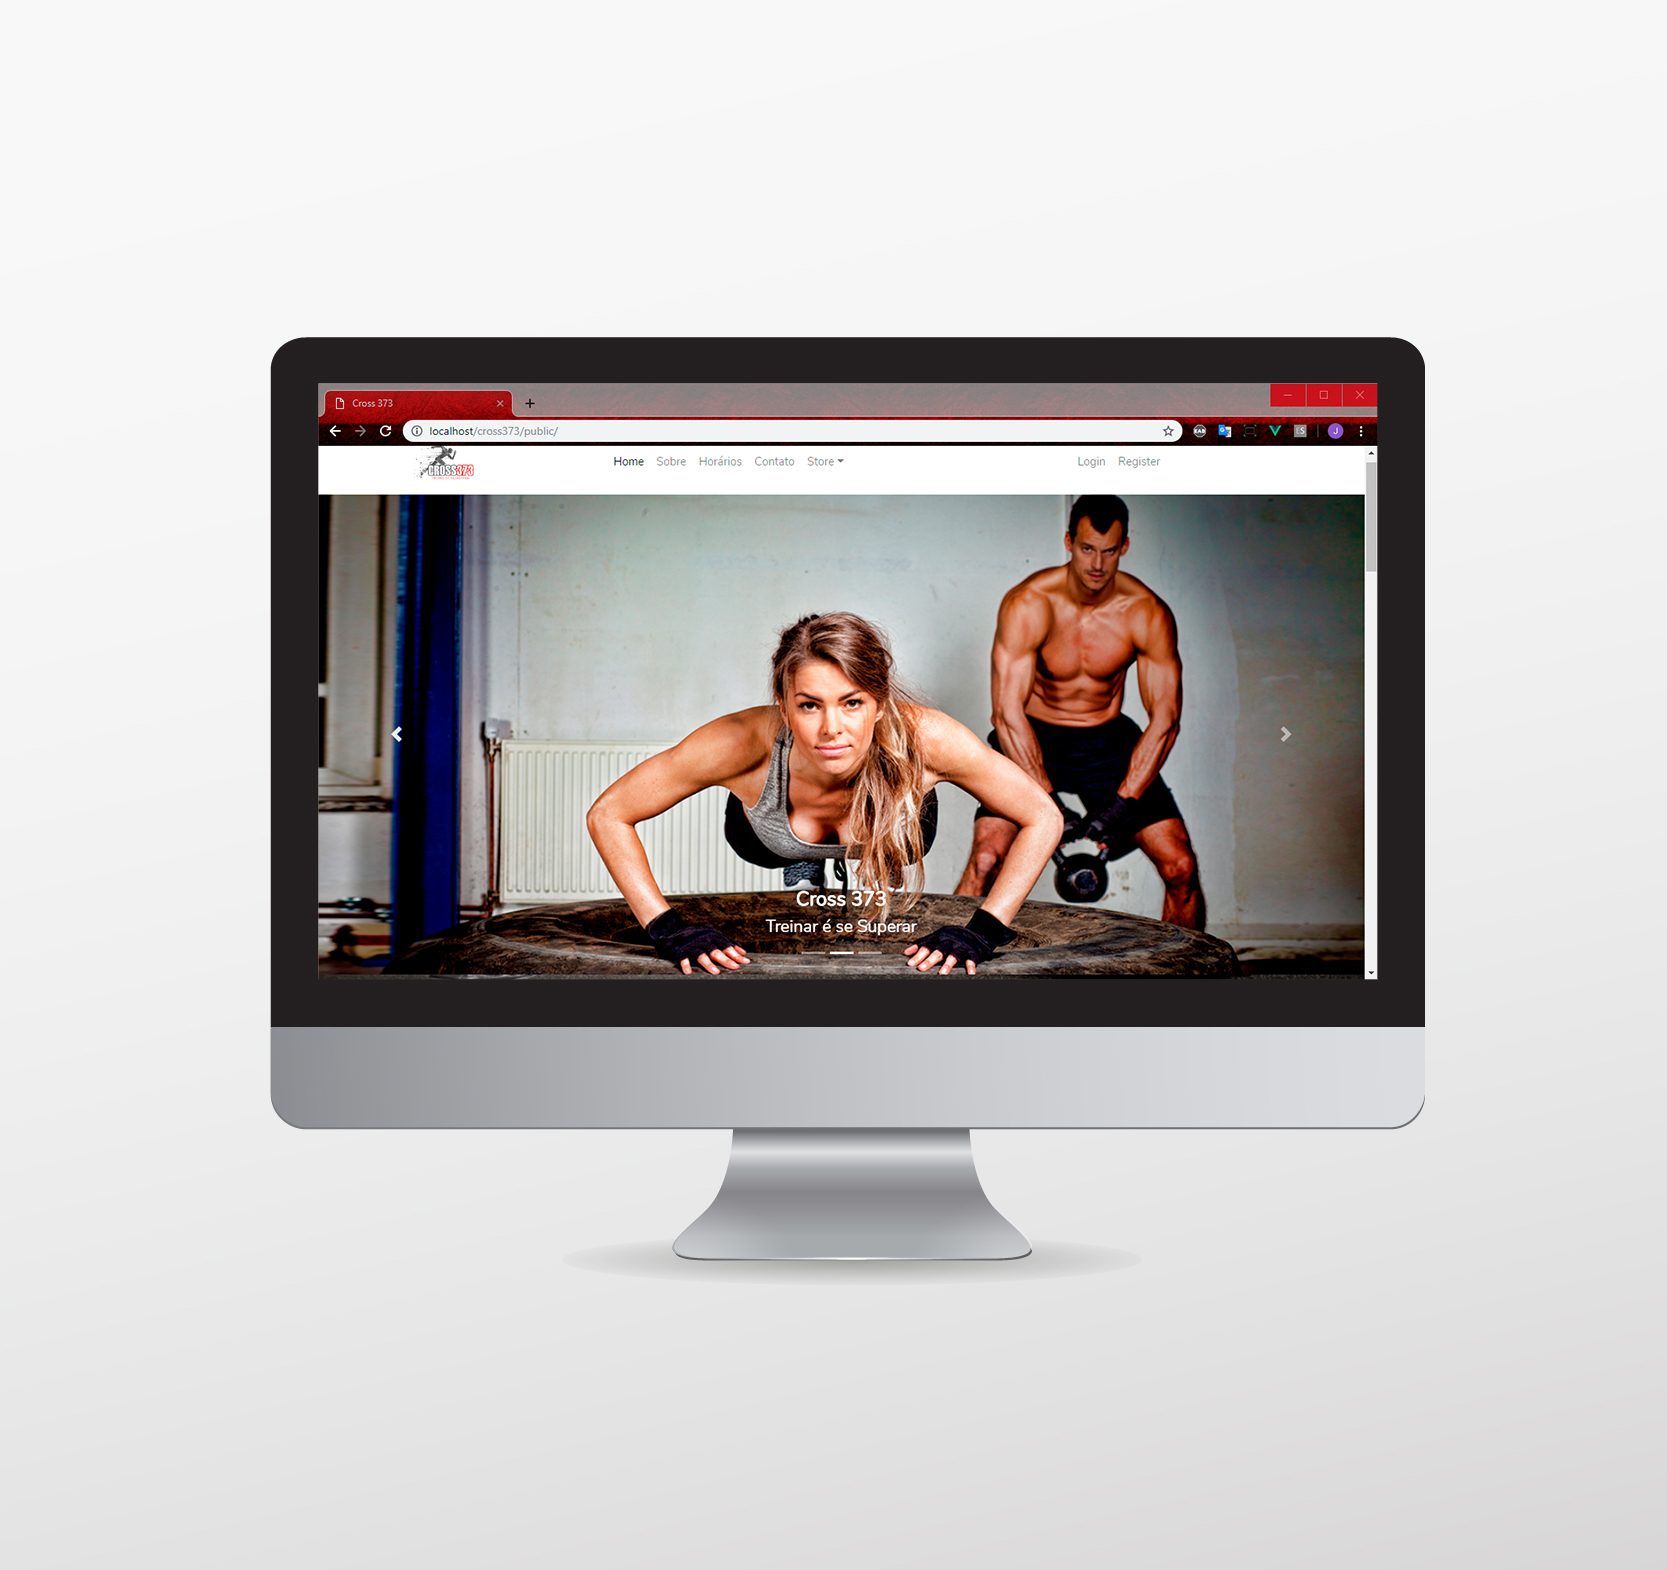 Cross 373
localhost/cross373/public/
CROSS373
Home Sobre Horários Contato Store
Login Register
Cross 373
Treinar é se Superar